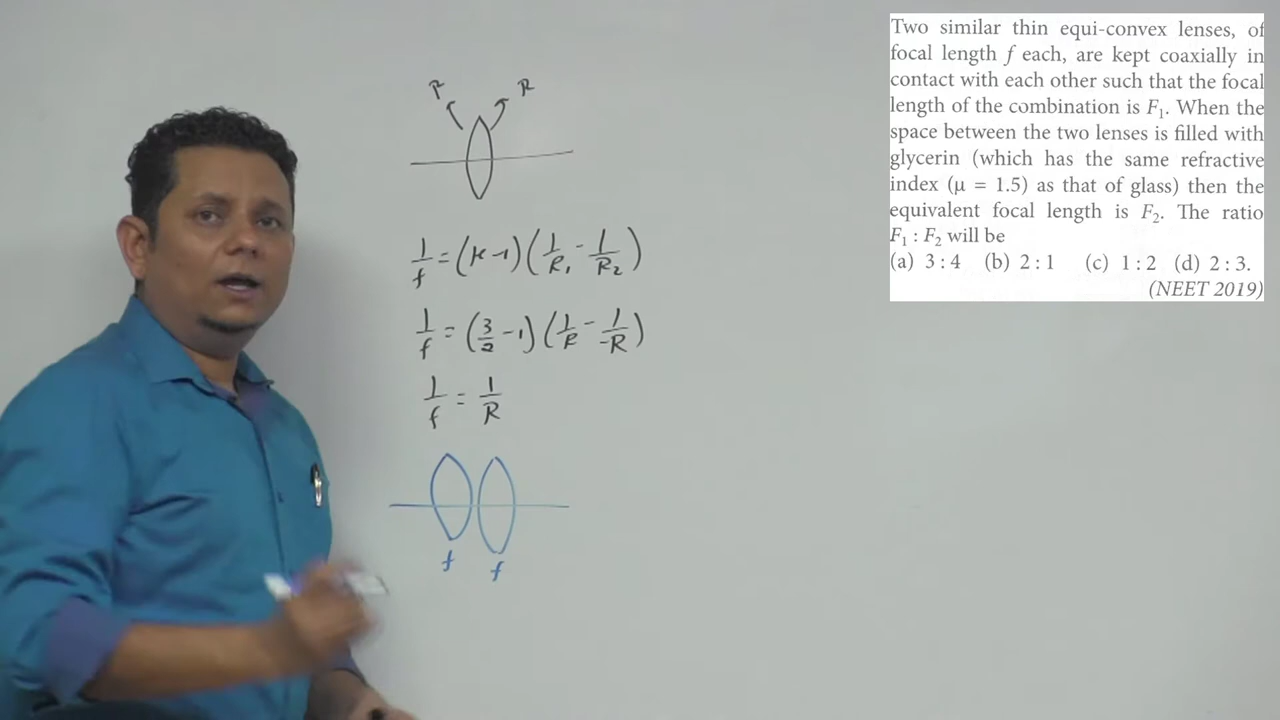 Two similar thin equi-convex lenses, of
focal length f each, are kept coaxially in
contact with each other such that the focal
length of the combination is F₁. When the
space between the two lenses is filled with
glycerin (which has the same refractive
index (μ = 1.5) as that of glass) then the
equivalent focal length is F₂. The ratio
F₁ : F₂ will be
(a) 3 : 4 (b) 2 : 1 (c) 1 : 2 (d) 2 : 3.
(NEET 2019)
R R
1/f = (μ-1)(1/R₁ - 1/R₂)
1/f = (3/2 - 1)(1/R - 1/-R)
1/f = 1/R
f f